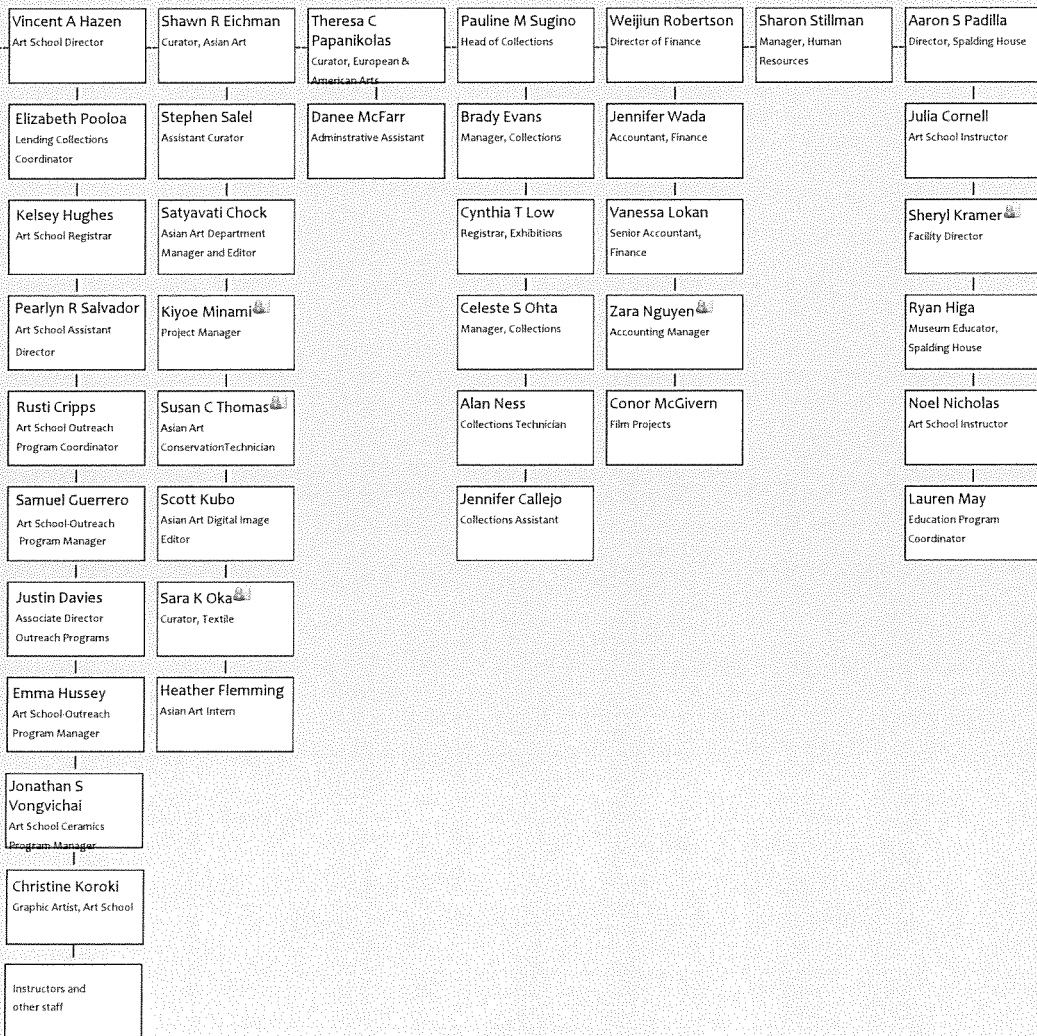 Vincent A Hazen
Art School Director
Elizabeth Pooloa
Lending Collections
Coordinator
Kelsey Hughes
Art School Registrar
Pearlyn R Salvador
Art School Assistant
Director
Rusti Cripps
Art School Outreach
Program Coordinator
Samuel Guerrero
Art School-Outreach
Program Manager
Justin Davies
Associate Director
Outreach Programs
Emma Hussey
Art School-Outreach
Program Manager
Jonathan S
Vongvichai
Art School Ceramics
Program Manager
Christine Koroki
Graphic Artist, Art School
Instructors and
other staff
Shawn R Eichman
Curator, Asian Art
Stephen Salel
Assistant Curator
Satyavati Chock
Asian Art Department
Manager and Editor
Kiyoe Minami
Project Manager
Susan C Thomas
Asian Art
ConservationTechnician
Scott Kubo
Asian Art Digital Image
Editor
Sara K Oka
Curator, Textile
Heather Flemming
Asian Art Intern
Theresa C
Papanikolas
Curator, European &
American Arts
Danee McFarr
Adminstrative Assistant
Pauline M Sugino
Head of Collections
Brady Evans
Manager, Collections
Cynthia T Low
Registrar, Exhibitions
Celeste S Ohta
Manager, Collections
Alan Ness
Collections Technician
Jennifer Callejo
Collections Assistant
Weijiun Robertson
Director of Finance
Jennifer Wada
Accountant, Finance
Vanessa Lokan
Senior Accountant,
Finance
Zara Nguyen
Accounting Manager
Conor McGivern
Film Projects
Sharon Stillman
Manager, Human
Resources
Aaron S Padilla
Director, Spalding House
Julia Cornell
Art School Instructor
Sheryl Kramer
Facility Director
Ryan Higa
Museum Educator,
Spalding House
Noel Nicholas
Art School Instructor
Lauren May
Education Program
Coordinator